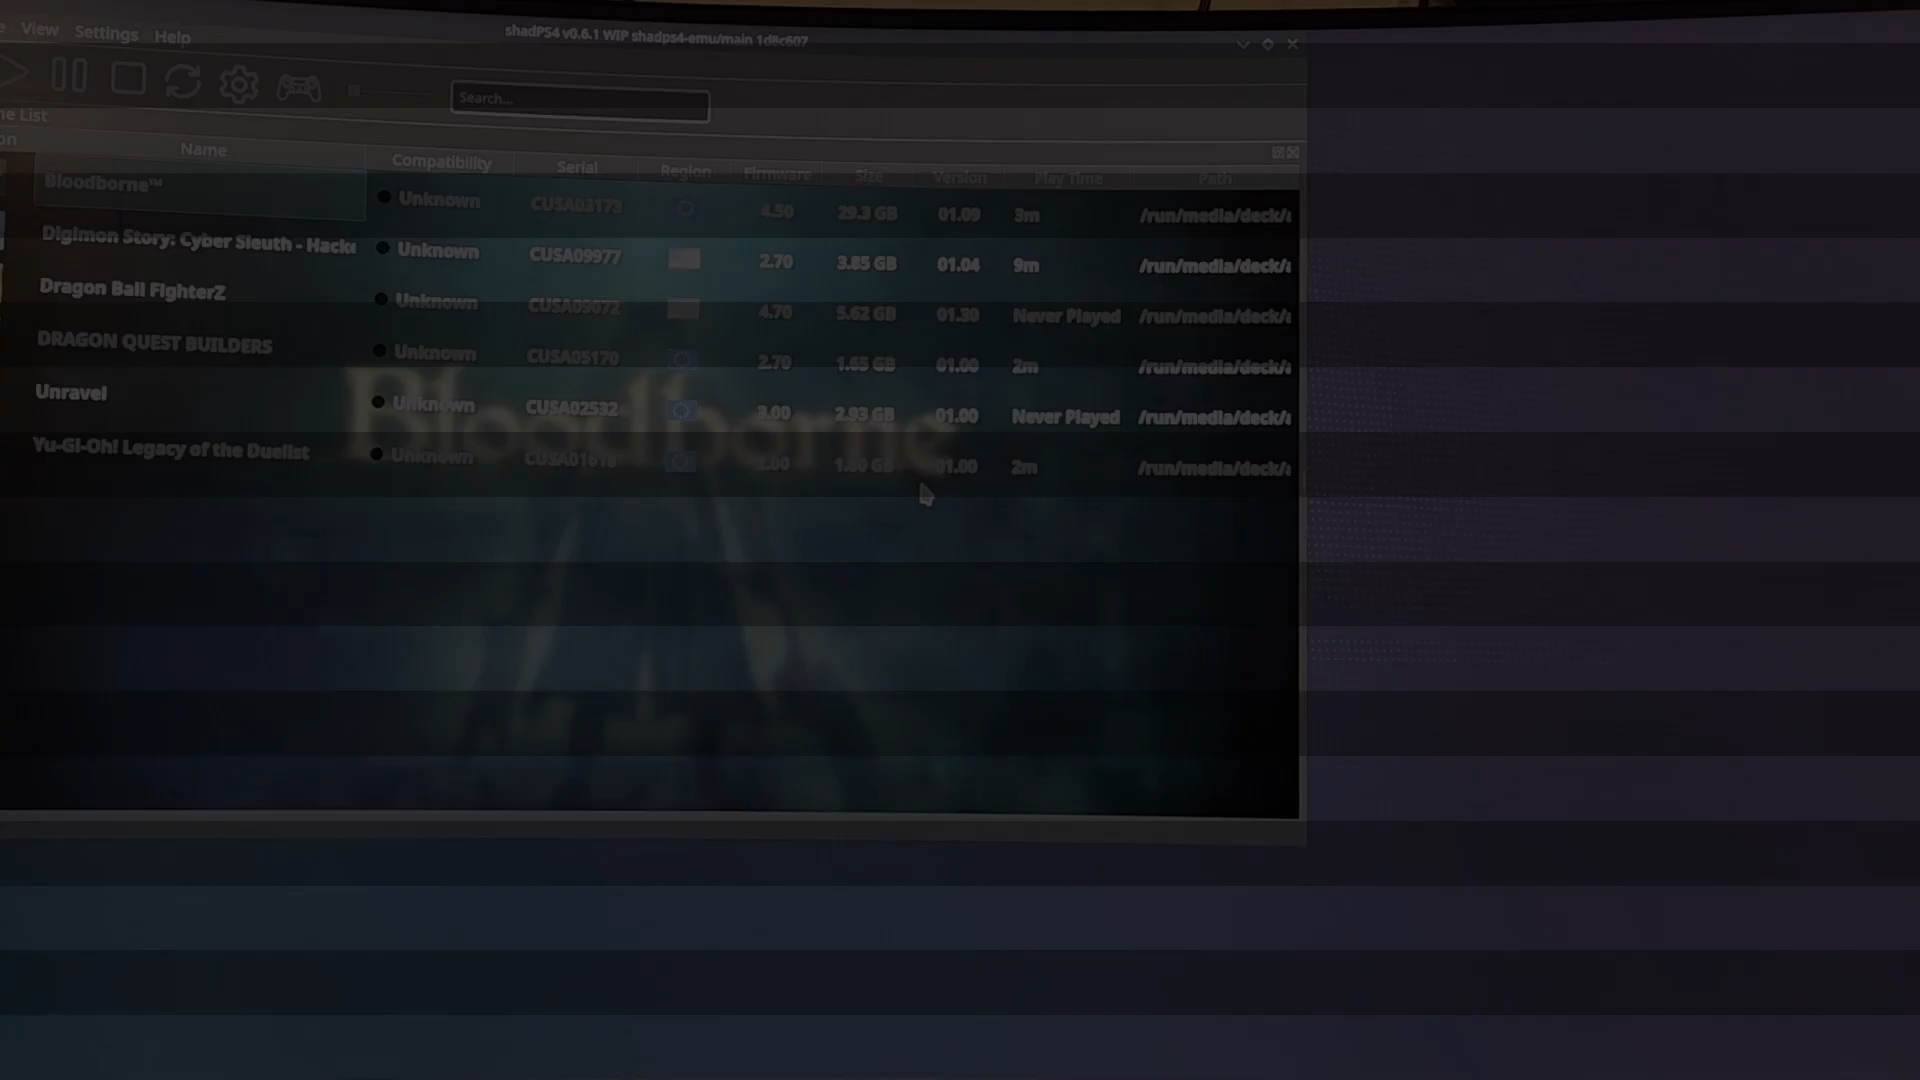 View Settings Help
shadPS4 v0.6.1 WIP shadps4-emu/main 1d8c607
Search...
Name Compatibility Serial Region Firmware Size Version Play Time Path
Bloodborne™ Unknown CUSA03173 4.50 29.3 GB 01.09 3m /run/media/deck/
Digimon Story: Cyber Sleuth - Hack Unknown CUSA09977 2.70 3.85 GB 01.04 9m /run/media/deck/
Dragon Ball FighterZ Unknown CUSA09072 4.70 5.62 GB 01.30 Never Played /run/media/deck/
DRAGON QUEST BUILDERS Unknown CUSA05170 2.70 1.65 GB 01.00 2m /run/media/deck/
Unravel Unknown CUSA02532 3.00 2.93 GB 01.00 Never Played /run/media/deck/
Yu-Gi-Oh! Legacy of the Duelist Unknown 01.00 2m /run/media/deck/
Bloodborne